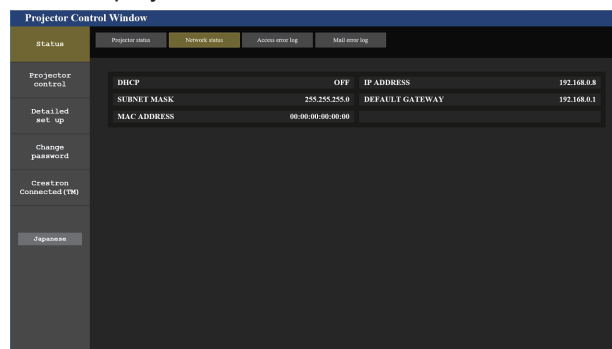 Projector Control Window
Status
Projector status
Network status
Access error log
Mail error log
Projector
control
Detailed
set up
Change
password
Crestron
Connected(TM)
Japanese
DHCP OFF IP ADDRESS 192.168.0.8
SUBNET MASK 255.255.255.0 DEFAULT GATEWAY 192.168.0.1
MAC ADDRESS 00:00:00:00:00:00